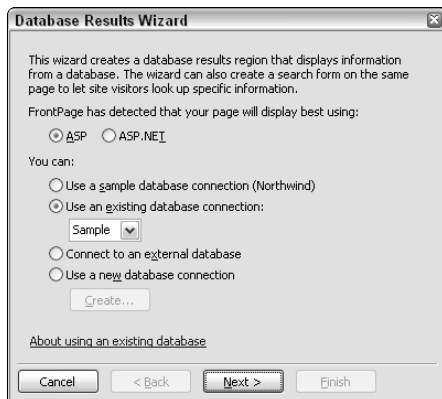 Database Results Wizard
This wizard creates a database results region that displays information
from a database. The wizard can also create a search form on the same
page to let site visitors look up specific information.
FrontPage has detected that your page will display best using:
ASP ASP.NET
You can:
Use a sample database connection (Northwind)
Use an existing database connection:
Sample
Connect to an external database
Use a new database connection
Create...
About using an existing database
Cancel < Back Next > Finish